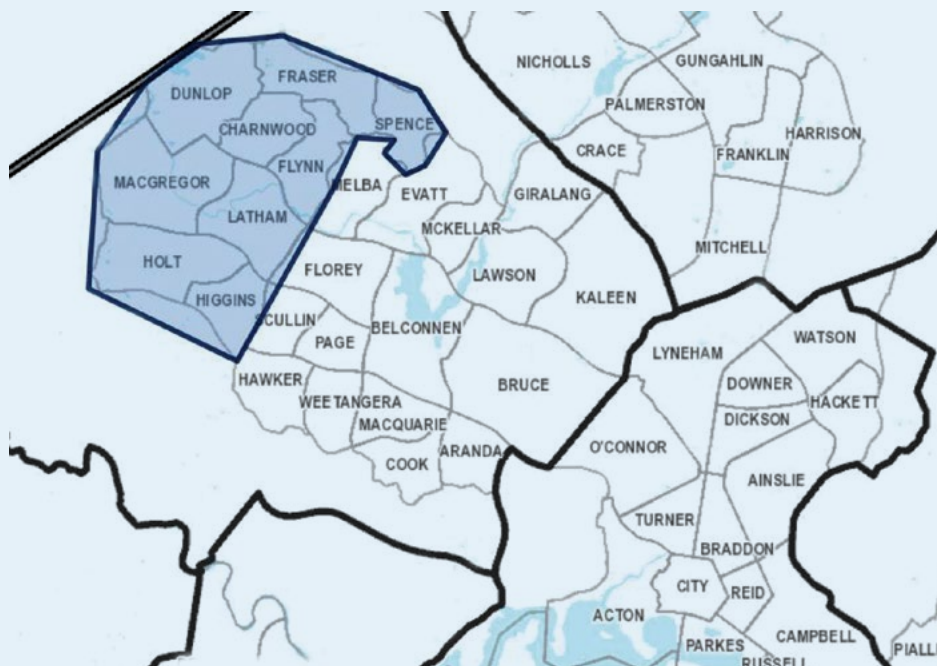 NICHOLLS
GUNGAHLIN
FRASER
DUNLOP
PALMERSTON
CHARNWOOD
SPENCE
HARRISON
CRACE
FRANKLIN
FLYNN
MACGREGOR
MELBA
EVATT
GIRALANG
LATHAM
MCKELLAR
MITCHELL
HOLT
FLOREY
LAWSON
HIGGINS
KALEEN
SCULLIN
BELCONNEN
PAGE
WATSON
LYNEHAM
HAWKER
BRUCE
DOWNER
WEETANGERA
HACKETT
MACQUARIE
DICKSON
ARANDA
O'CONNOR
COOK
AINSLIE
TURNER
BRADDON
CITY
REID
ACTON
CAMPBELL
PARKES
RUSSELL
PIALLI